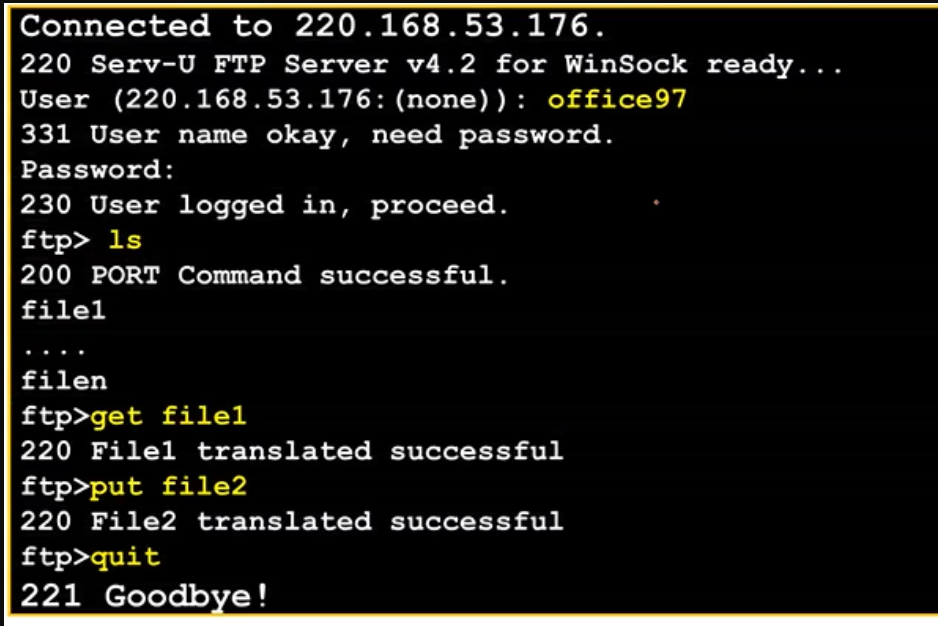 Connected to 220.168.53.176.
220 Serv-U FTP Server v4.2 for WinSock ready...
User (220.168.53.176:(none)): office97
331 User name okay, need password.
Password:
230 User logged in, proceed.
ftp> ls
200 PORT Command successful.
file1
....
filen
ftp>get file1
220 File1 translated successful
ftp>put file2
220 File2 translated successful
ftp>quit
221 Goodbye!